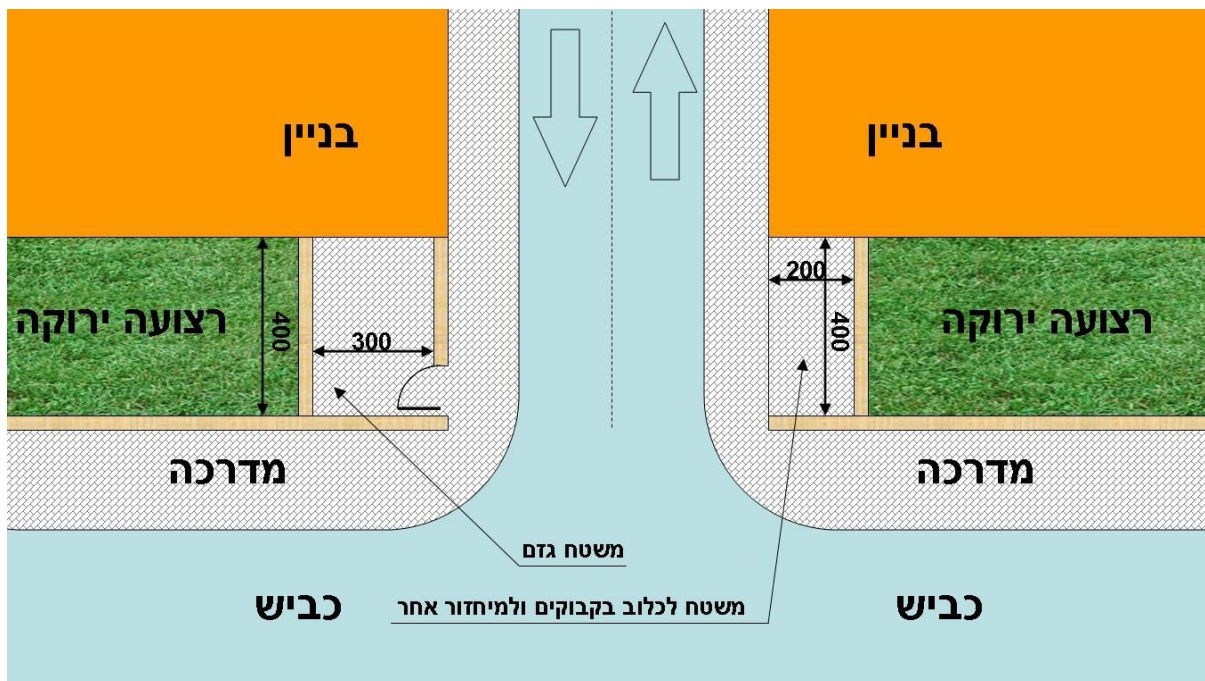 בניין
בניין
200
רצועה ירוקה
400
300
400
רצועה ירוקה
מדרכה
מדרכה
משטח גזם
כביש
משטח לכלוב בקבוקים ולמיחזור אחר
כביש